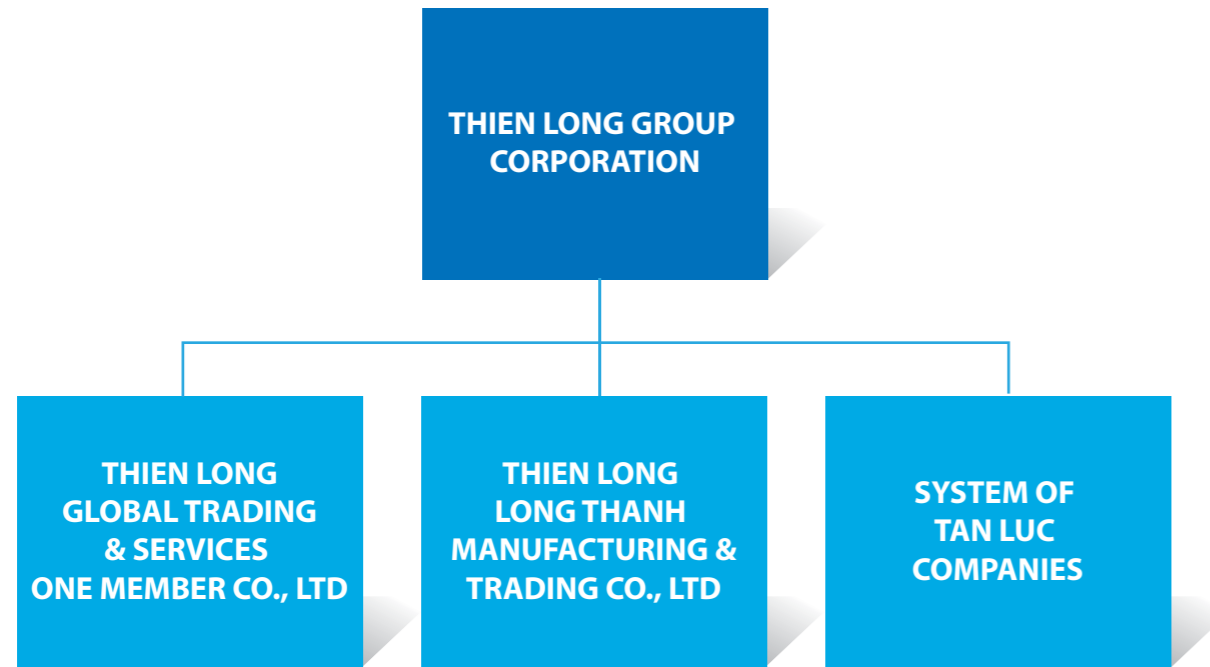 THIEN LONG GROUP
CORPORATION
THIEN LONG
GLOBAL TRADING
& SERVICES
ONE MEMBER CO., LTD
THIEN LONG
LONG THANH
MANUFACTURING &
TRADING CO., LTD
SYSTEM OF
TAN LUC
COMPANIES